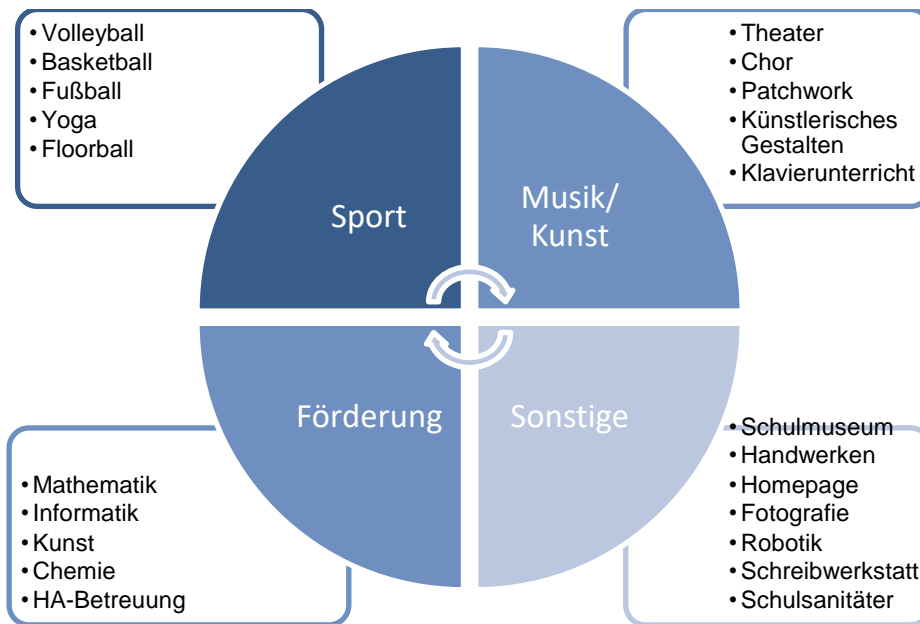 • Volleyball
• Basketball
• Fußball
• Yoga
• Floorball
• Theater
• Chor
• Patchwork
• Künstlerisches
Gestalten
• Klavierunterricht
Sport
Musik/
Kunst
Förderung
Sonstige
• Mathematik
• Informatik
• Kunst
• Chemie
• HA-Betreuung
• Schulmuseum
• Handwerken
• Homepage
• Fotografie
• Robotik
• Schreibwerkstatt
• Schulsanitäter